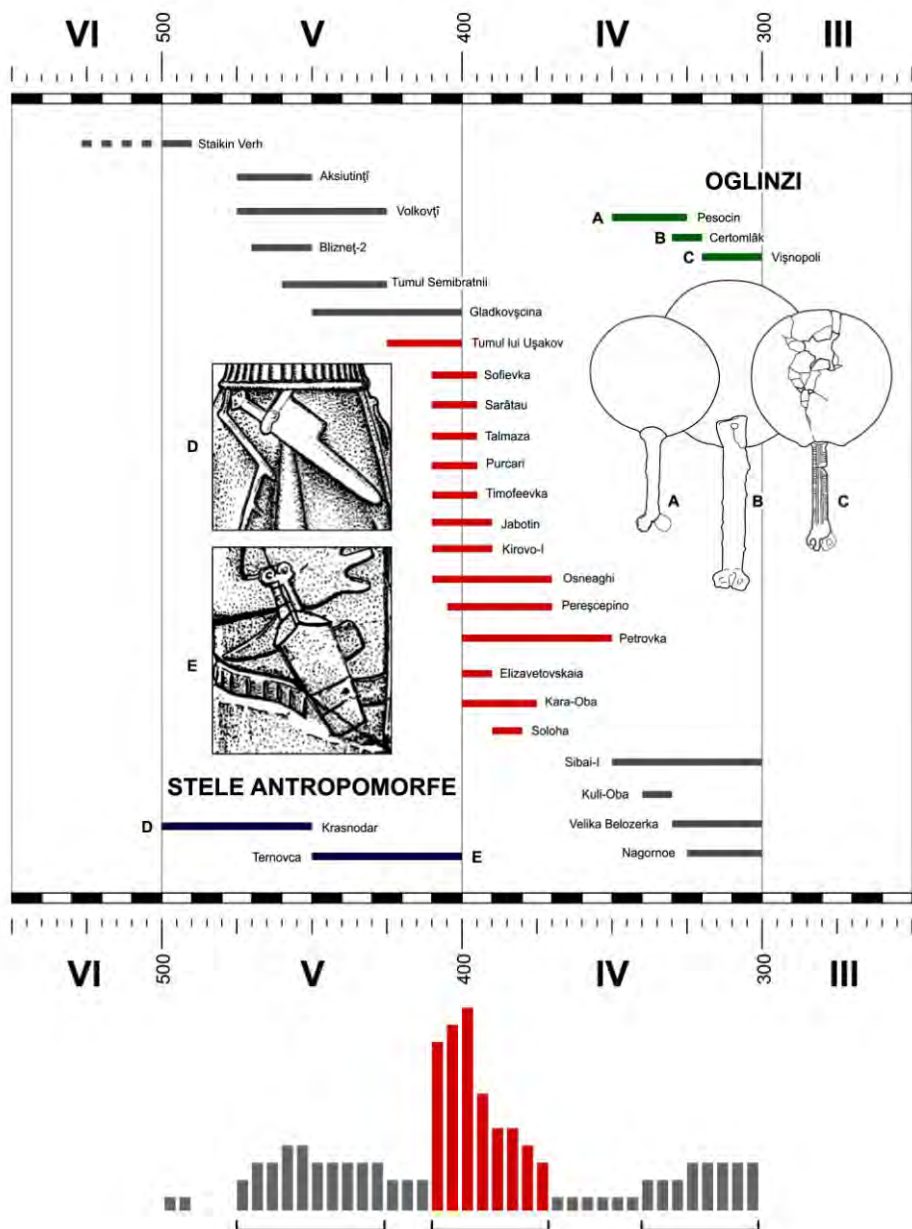 VI V IV III
500 400 300
Staikin Verh
Aksiutinţî
Volkovţî
Blizneţ-2
Tumul Semibratnii
Gladkovşcina
Tumul lui Uşakov
Sofievka
Sarătau
Talmaza
Purcari
Timofeevka
Jabotin
Kirovo-I
Osneaghi
Pereşcepino
Petrovka
Elizavetovskaia
Kara-Oba
Soloha
Sibai-I
Kuli-Oba
Velika Belozerka
Nagornoe
OGLINZI
A Pesocin
B Certomlâk
C Vişnopoli
A B C
D
E
STELE ANTROPOMORFE
D Krasnodar
Ternovca E
500 400 300
VI V IV III